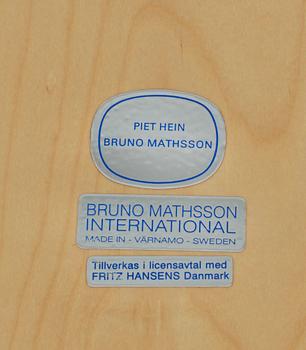 PIET HEIN
BRUNO MATHSSON
BRUNO MATHSSON
INTERNATIONAL
MADE IN - VÄRNAMO - SWEDEN
Tillverkas i licensavtal med
FRITZ HANSENS Danmark